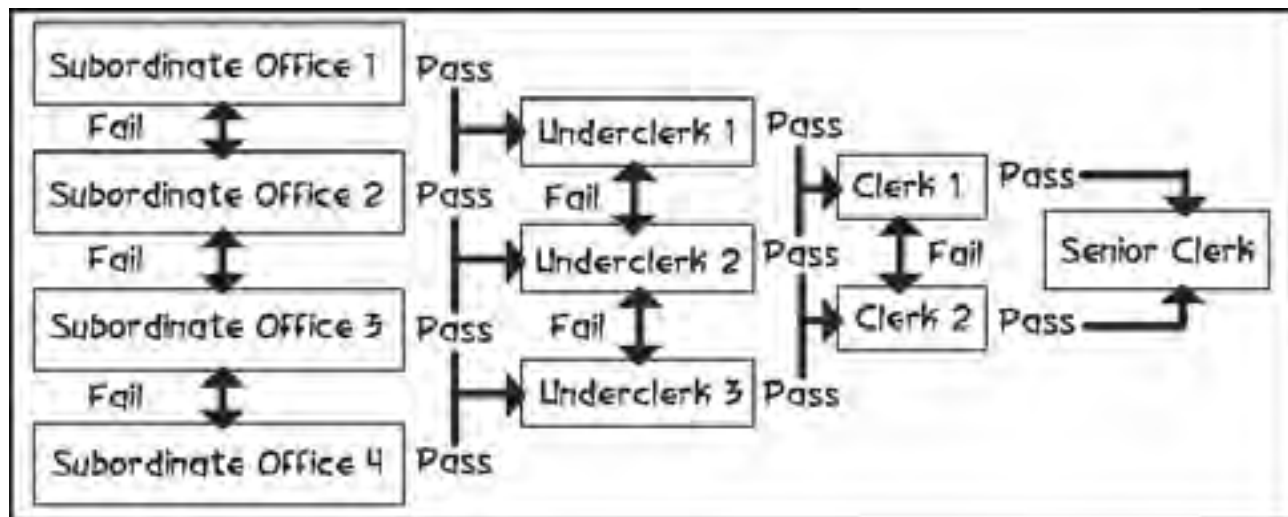 Subordinate Office 1
Pass
Fail
Underclerk 1
Pass
Subordinate Office 2
Pass
Fail
Clerk 1
Pass
Fail
Underclerk 2
Pass
Fail
Senior Clerk
Subordinate Office 3
Pass
Fail
Clerk 2
Pass
Fail
Underclerk 3
Pass
Subordinate Office 4
Pass